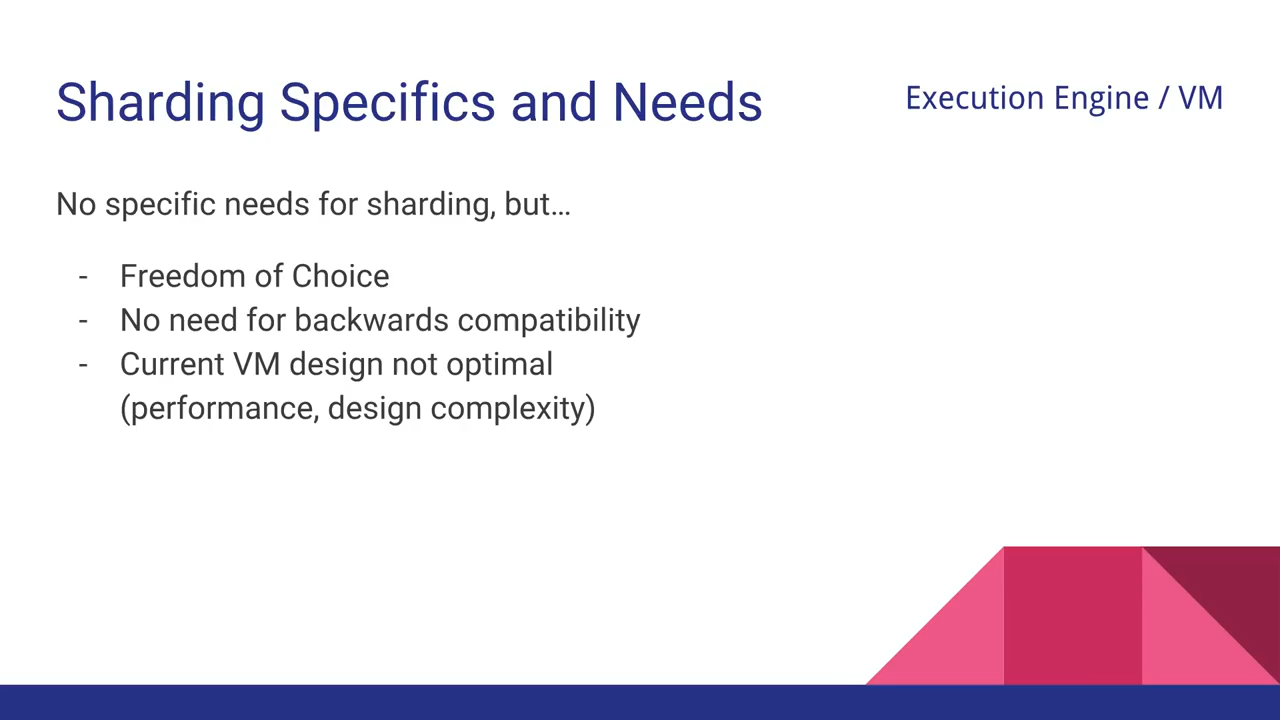 Sharding Specifics and Needs
Execution Engine / VM
No specific needs for sharding, but…
- Freedom of Choice
- No need for backwards compatibility
- Current VM design not optimal
(performance, design complexity)